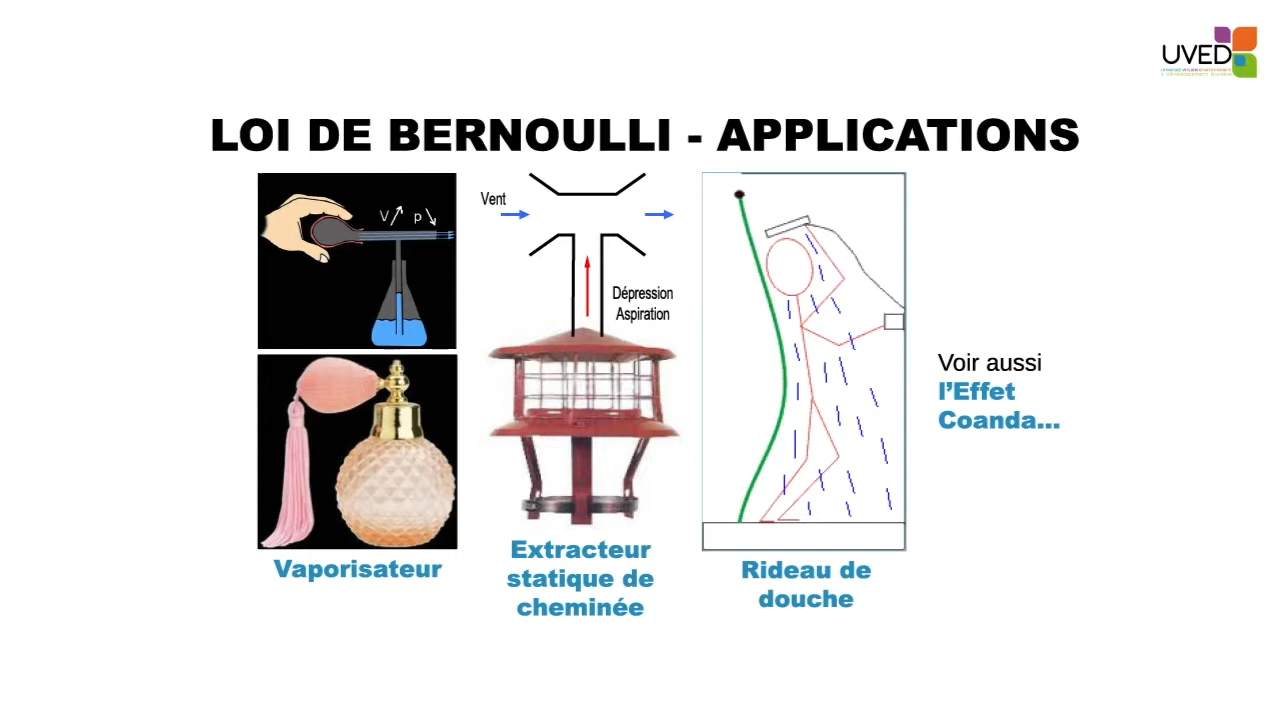 UVED
LOI DE BERNOULLI - APPLICATIONS
V p
Vent
Dépression
Aspiration
Vaporisateur
Extracteur
statique de
cheminée
Rideau de
douche
Voir aussi
l'Effet
Coanda...